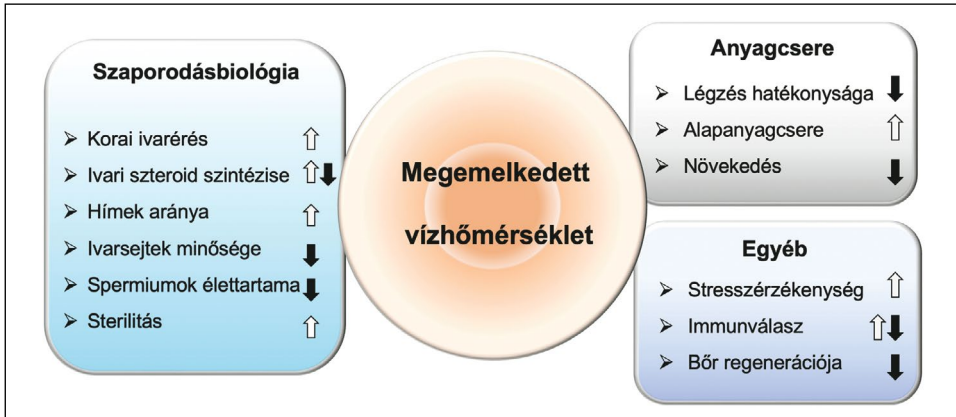 Szaporodásbiológia
➢ Korai ivarérés ⇧
➢ Ivari szteroid szintézise ⇧⬇
➢ Hímek aránya ⇧
➢ Ivarsejtek minősége ⬇
➢ Spermiumok élettartama ⬇
➢ Sterilitás ⇧
Megemelkedett
vízhőmérséklet
Anyagcsere
➢ Légzés hatékonysága ⬇
➢ Alapanyagcsere ⇧
➢ Növekedés ⬇
Egyéb
➢ Stresszérzékenység ⇧
➢ Immunválasz ⇧⬇
➢ Bőr regenerációja ⬇